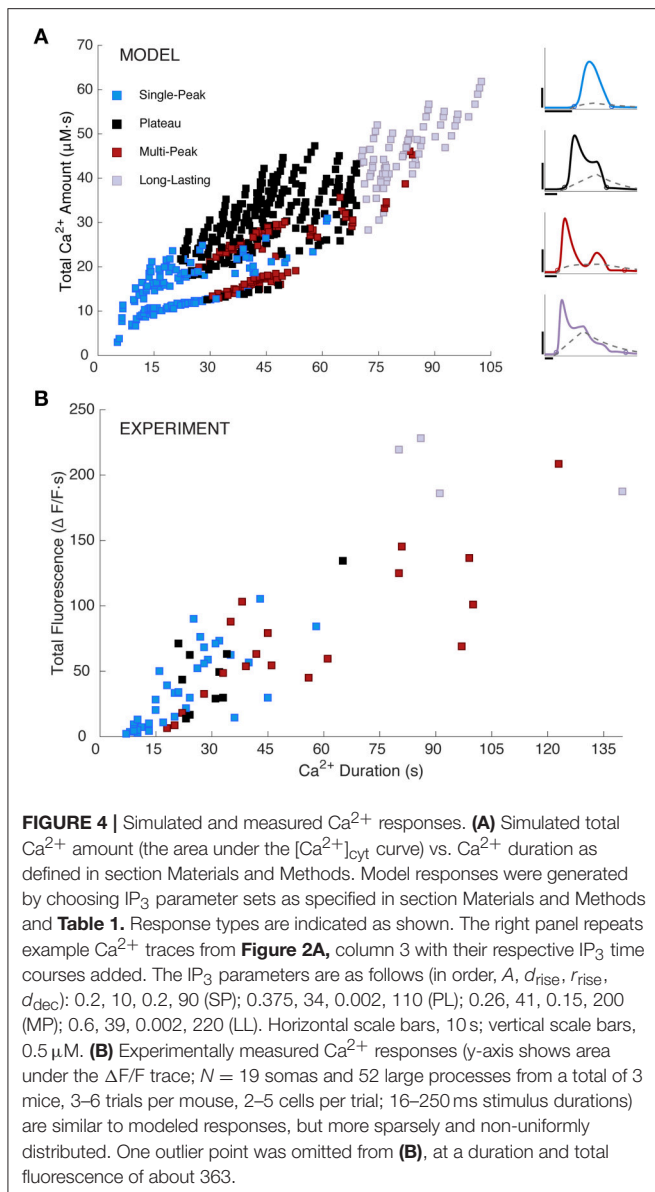 A
MODEL
Single-Peak
Plateau
Multi-Peak
Long-Lasting
Total Ca²⁺ Amount (μM·s)
70
60
50
40
30
20
10
0
0 15 30 45 60 75 90 105
B
EXPERIMENT
Total Fluorescence (Δ F/F·s)
250
200
150
100
50
0
0 15 30 45 60 75 90 105 120 135
Ca²⁺ Duration (s)
FIGURE 4 | Simulated and measured Ca²⁺ responses. (A) Simulated total
Ca²⁺ amount (the area under the [Ca²⁺]cyt curve) vs. Ca²⁺ duration as
defined in section Materials and Methods. Model responses were generated
by choosing IP₃ parameter sets as specified in section Materials and Methods
and Table 1. Response types are indicated as shown. The right panel repeats
example Ca²⁺ traces from Figure 2A, column 3 with their respective IP₃ time
courses added. The IP₃ parameters are as follows (in order, A, drise, rrise,
ddec): 0.2, 10, 0.2, 90 (SP); 0.375, 34, 0.002, 110 (PL); 0.26, 41, 0.15, 200
(MP); 0.6, 39, 0.002, 220 (LL). Horizontal scale bars, 10 s; vertical scale bars,
0.5 μM. (B) Experimentally measured Ca²⁺ responses (y-axis shows area
under the ΔF/F trace; N = 19 somas and 52 large processes from a total of 3
mice, 3–6 trials per mouse, 2–5 cells per trial; 16–250 ms stimulus durations)
are similar to modeled responses, but more sparsely and non-uniformly
distributed. One outlier point was omitted from (B), at a duration and total
fluorescence of about 363.